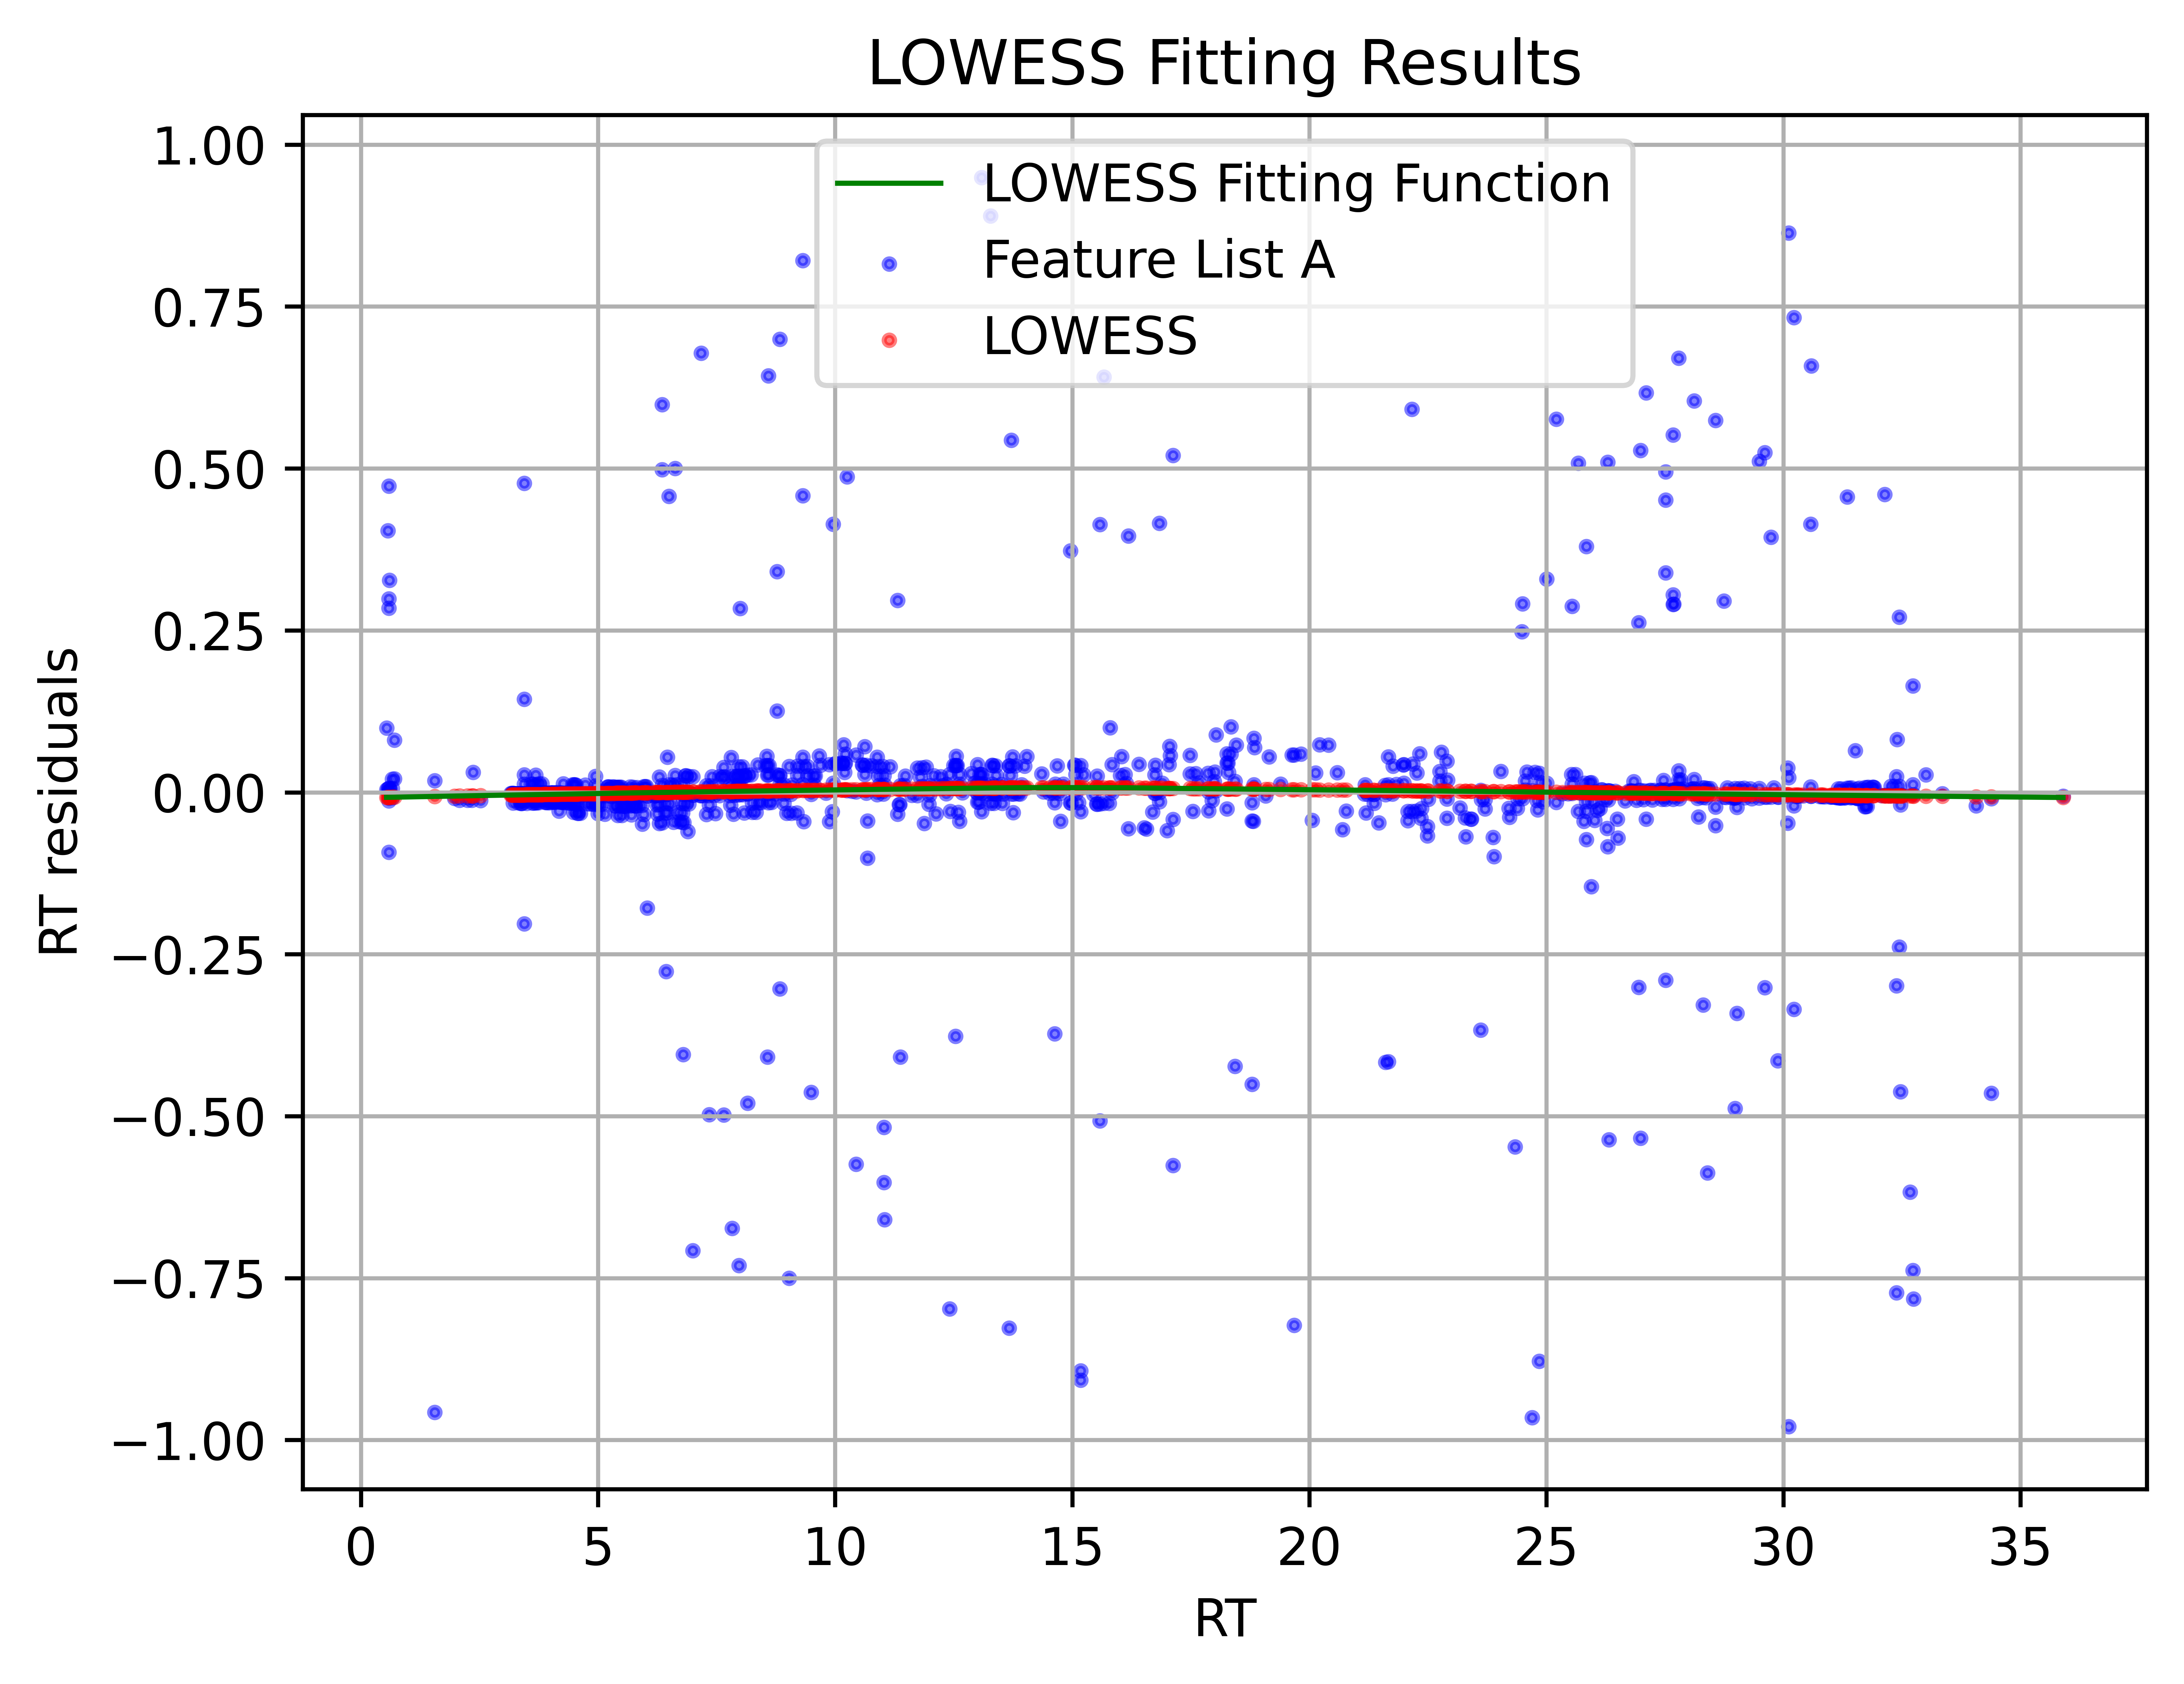 LOWESS Fitting Results
1.00
0.75
0.50
0.25
0.00
−0.25
−0.50
−0.75
−1.00
RT residuals
LOWESS Fitting Function
Feature List A
LOWESS
0 5 10 15 20 25 30 35
RT